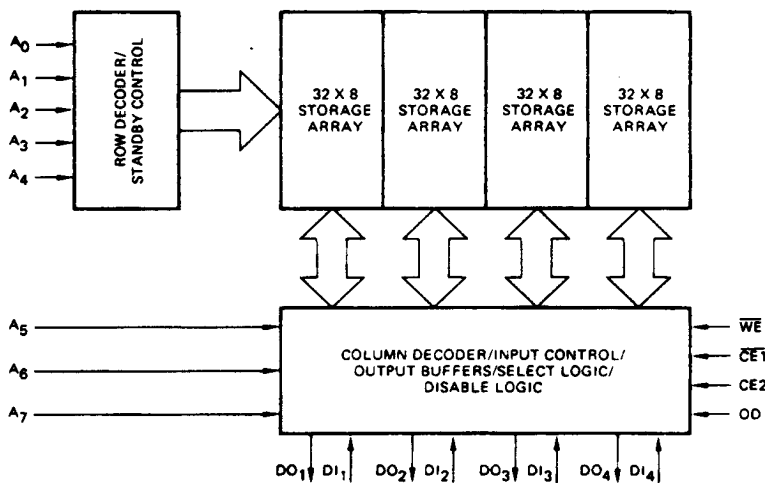 A0
A1
A2
A3
A4
ROW DECODER/
STANDBY CONTROL
32 X 8
STORAGE
ARRAY
32 X 8
STORAGE
ARRAY
32 X 8
STORAGE
ARRAY
32 X 8
STORAGE
ARRAY
A5
A6
A7
COLUMN DECODER/INPUT CONTROL/
OUTPUT BUFFERS/SELECT LOGIC/
DISABLE LOGIC
W̅E̅
C̅E̅1̅
CE2
OD
DO1 DI1 DO2 DI2 DO3 DI3 DO4 DI4